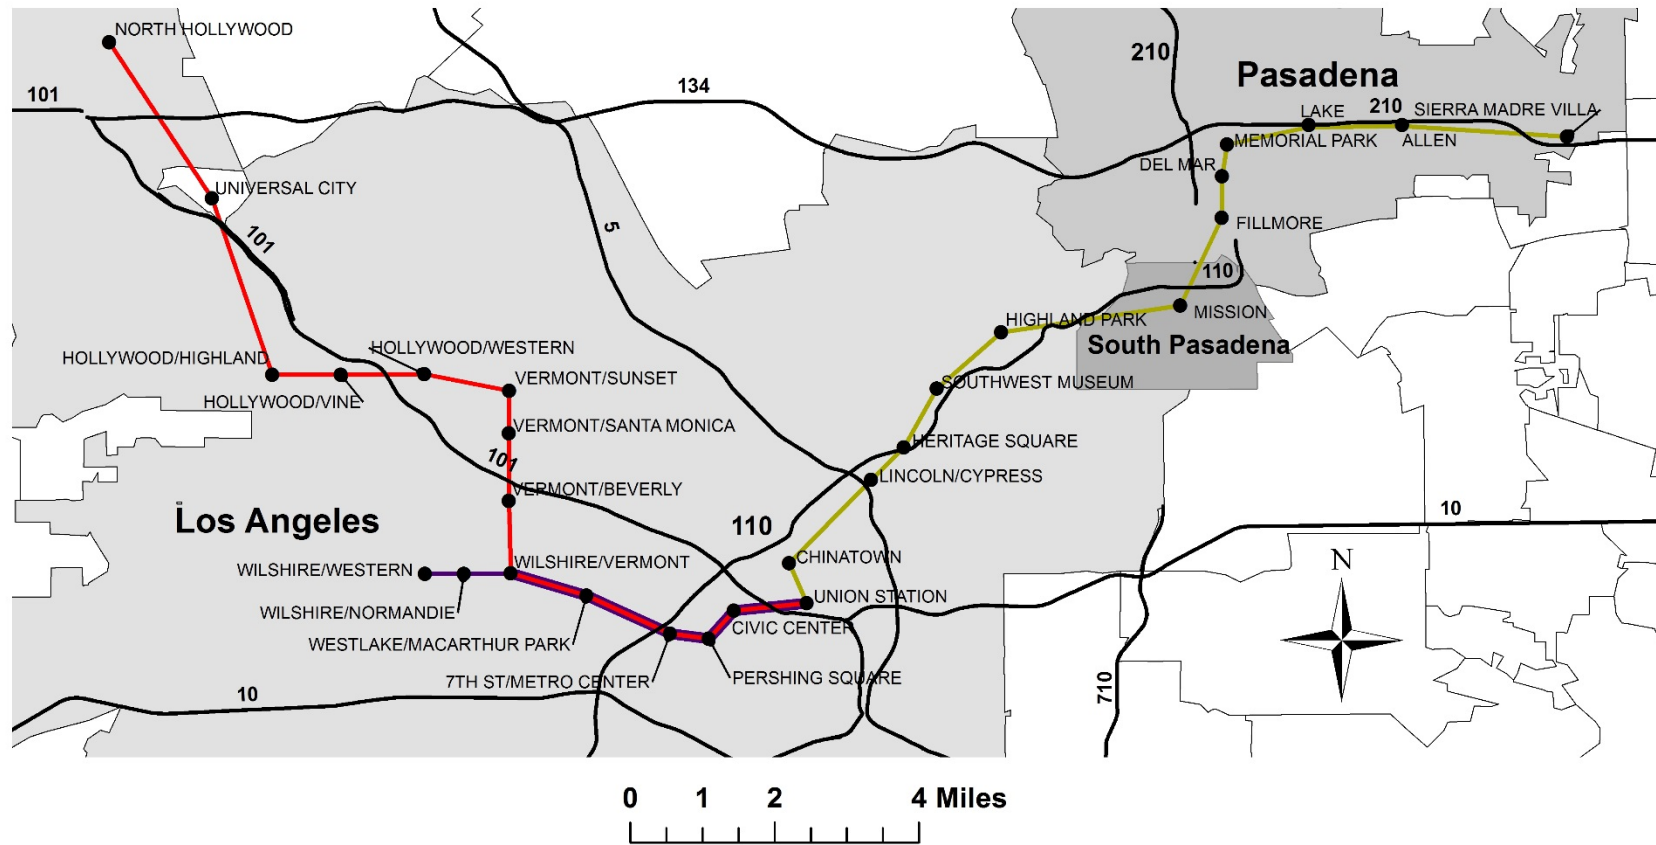 NORTH HOLLYWOOD
101
134
210
Pasadena
LAKE
210
SIERRA MADRE VILLA
MEMORIAL PARK
ALLEN
DEL MAR
UNIVERSAL CITY
5
101
FILLMORE
110
MISSION
HIGHLAND PARK
South Pasadena
HOLLYWOOD/WESTERN
HOLLYWOOD/HIGHLAND
VERMONT/SUNSET
SOUTHWEST MUSEUM
HOLLYWOOD/VINE
VERMONT/SANTA MONICA
HERITAGE SQUARE
101
LINCOLN/CYPRESS
VERMONT/BEVERLY
Los Angeles
110
10
WILSHIRE/VERMONT
CHINATOWN
N
WILSHIRE/WESTERN
UNION STATION
WILSHIRE/NORMANDIE
CIVIC CENTER
WESTLAKE/MACARTHUR PARK
7TH ST/METRO CENTER
PERSHING SQUARE
10
710
0 1 2 4 Miles